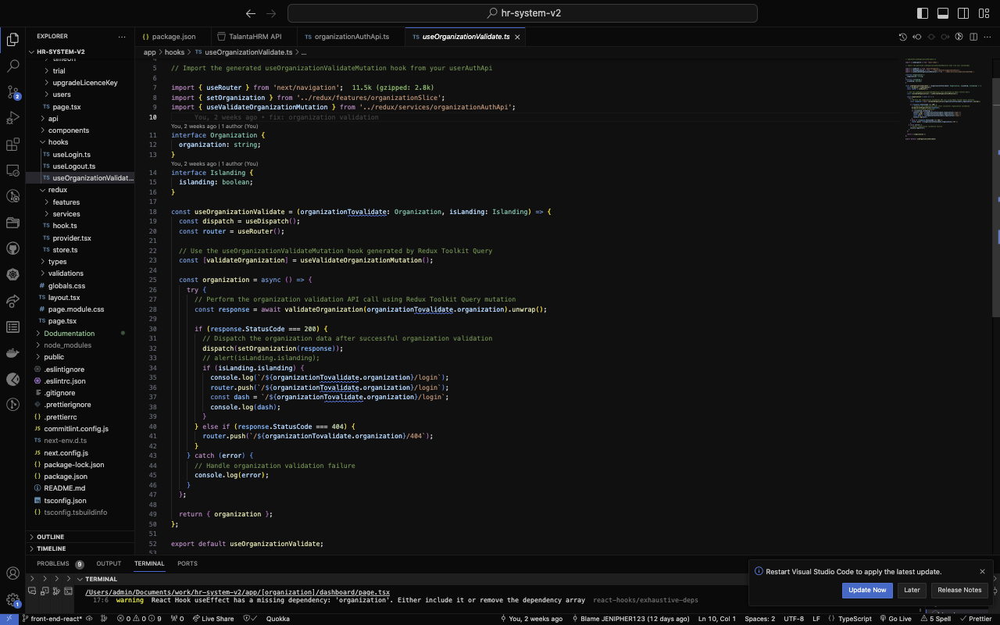 hr-system-v2
EXPLORER
HR-SYSTEM-V2
timeOff
trial
upgradeLicenceKey
users
page.tsx
api
components
hooks
useLogin.ts
useLogout.ts
useOrganizationValidat...
redux
features
services
hook.ts
provider.tsx
store.ts
types
validations
globals.css
layout.tsx
page.module.css
page.tsx
Dodumentation
node_modules
public
.eslintignore
.eslintrc.json
.gitignore
.prettierignore
.prettierrc
commitlint.config.js
next-env.d.ts
next.config.js
package-lock.json
package.json
README.md
tsconfig.json
tsconfig.tsbuildinfo
OUTLINE
TIMELINE
package.json TalantaHRM API organizationAuthApi.ts useOrganizationValidate.ts
app > hooks > TS useOrganizationValidate.ts > ...
5 // Import the generated useOrganizationValidateMutation hook from your userAuthApi
6
7 import { useRouter } from 'next/navigation'; 11.5k (gzipped: 2.8k)
8 import { setOrganization } from '../redux/features/organizationSlice';
9 import { useValidateOrganizationMutation } from '../redux/services/organizationAuthApi';
10 You, 2 weeks ago • fix: organization validation
You, 2 weeks ago | 1 author (You)
11 interface Organization {
12 organization: string;
13 }
You, 2 weeks ago | 1 author (You)
14 interface Islanding {
15 islanding: boolean;
16 }
17
18 const useOrganizationValidate = (organizationTovalidate: Organization, isLanding: Islanding) => {
19 const dispatch = useDispatch();
20 const router = useRouter();
21
22 // Use the useOrganizationValidateMutation hook generated by Redux Toolkit Query
23 const [validateOrganization] = useValidateOrganizationMutation();
24
25 const organization = async () => {
26 try {
27 // Perform the organization validation API call using Redux Toolkit Query mutation
28 const response = await validateOrganization(organizationTovalidate.organization).unwrap();
29
30 if (response.StatusCode === 200) {
31 // Dispatch the organization data after successful organization validation
32 dispatch(setOrganization(response));
33 // alert(isLanding.islanding);
34 if (isLanding.islanding) {
35 console.log(`/${organizationTovalidate.organization}/login`);
36 router.push(`/${organizationTovalidate.organization}/login`);
37 const dash = `/${organizationTovalidate.organization}/login`;
38 console.log(dash);
39 }
40 } else if (response.StatusCode === 404) {
41 router.push(`/${organizationTovalidate.organization}/404`);
42 }
43 } catch (error) {
44 // Handle organization validation failure
45 console.log(error);
46 }
47 };
48
49 return { organization };
50 };
51
52 export default useOrganizationValidate;
53
PROBLEMS 9 OUTPUT TERMINAL PORTS
TERMINAL
/Users/admin/Documents/work/hr-system-v2/app/[organization]/dashboard/page.tsx
17:6 warning React Hook useEffect has a missing dependency: 'organization'. Either include it or remove the dependency array react-hooks/exhaustive-deps
Restart Visual Studio Code to apply the latest update.
Update Now Later Release Notes
front-end-react* 0 0 9 0 Live Share Quokka You, 2 weeks ago Blame JENIPHER123 (12 days ago) Ln 10, Col 1 Spaces: 2 UTF-8 LF { } TypeScript Go Live 5 Spell Prettier